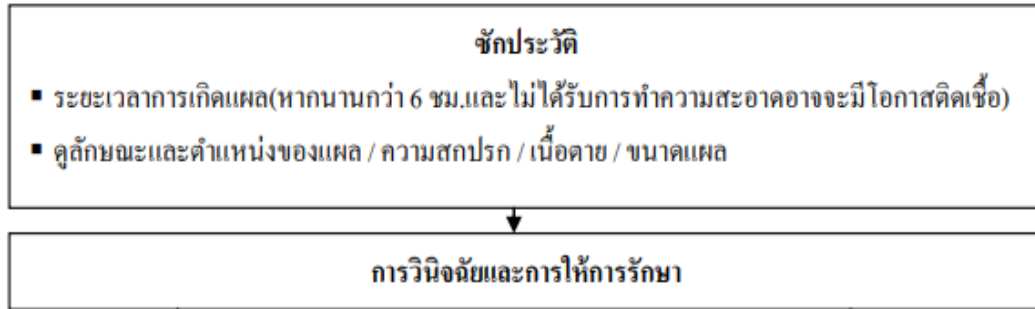 ซักประวัติ
▪ ระยะเวลาการเกิดแผล(หากนานกว่า 6 ชม.และไม่ได้รับการทำความสะอาดอาจจะมีโอกาสติดเชื้อ)
▪ ดูลักษณะและตำแหน่งของแผล / ความสกปรก / เนื้อตาย / ขนาดแผล
การวินิจฉัยและการให้การรักษา